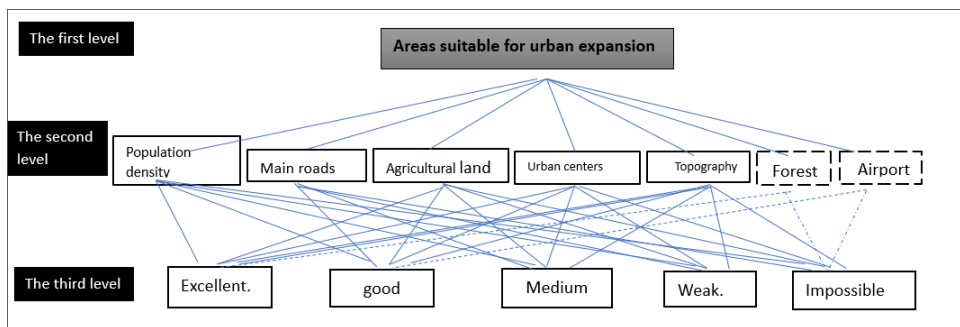 The first level
Areas suitable for urban expansion
The second
level
Population
density
Main roads
Agricultural land
Urban centers
Topography
Forest
Airport
The third level
Excellent.
good
Medium
Weak.
Impossible